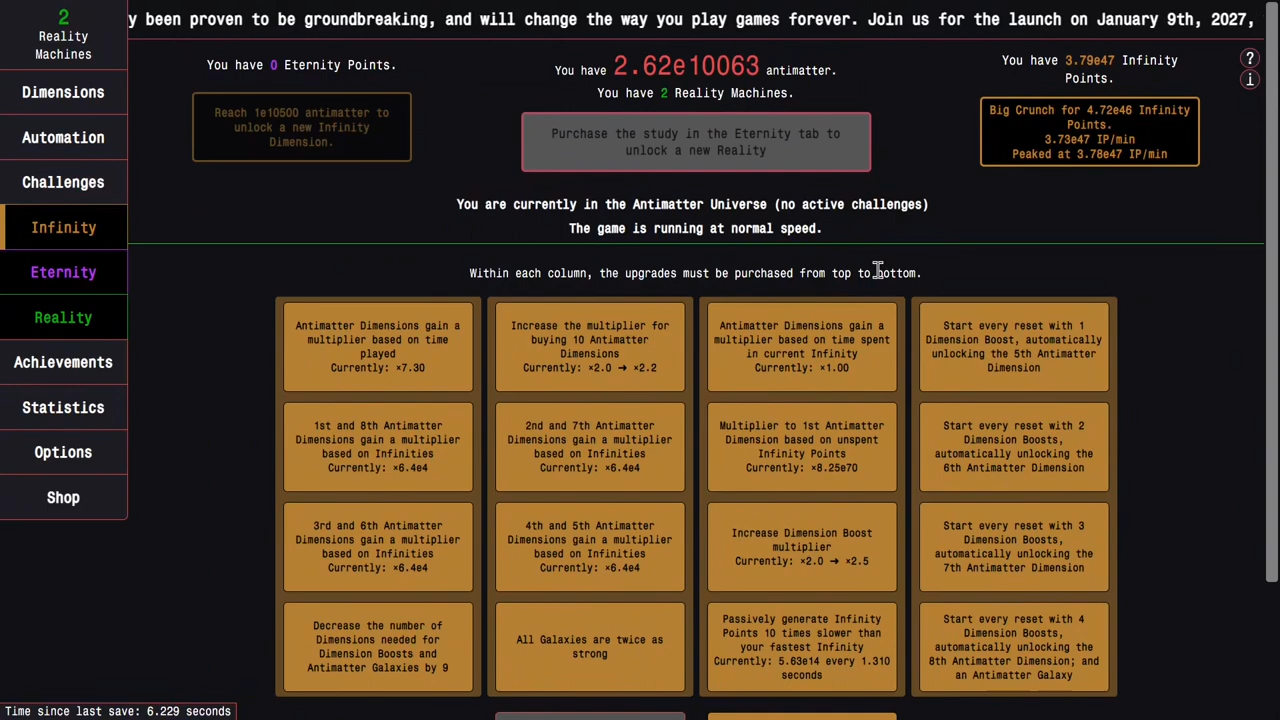 y been proven to be groundbreaking, and will change the way you play games forever. Join us for the launch on January 9th, 2027,
2
Reality
Machines
Dimensions
Automation
Challenges
Infinity
Eternity
Reality
Achievements
Statistics
Options
Shop
You have 0 Eternity Points.
Reach 1e10500 antimatter to
unlock a new Infinity
Dimension.
You have 2.62e10063 antimatter.
You have 2 Reality Machines.
Purchase the study in the Eternity tab to
unlock a new Reality
You have 3.79e47 Infinity
Points.
Big Crunch for 4.72e46 Infinity
Points.
3.73e47 IP/min
Peaked at 3.78e47 IP/min
?
i
You are currently in the Antimatter Universe (no active challenges)
The game is running at normal speed.
Within each column, the upgrades must be purchased from top to bottom.
Antimatter Dimensions gain a
multiplier based on time
played
Currently: ×7.30
Increase the multiplier for
buying 10 Antimatter
Dimensions
Currently: ×2.0 → ×2.2
Antimatter Dimensions gain a
multiplier based on time spent
in current Infinity
Currently: ×1.00
Start every reset with 1
Dimension Boost, automatically
unlocking the 5th Antimatter
Dimension
1st and 8th Antimatter
Dimensions gain a multiplier
based on Infinities
Currently: ×6.4e4
2nd and 7th Antimatter
Dimensions gain a multiplier
based on Infinities
Currently: ×6.4e4
Multiplier to 1st Antimatter
Dimension based on unspent
Infinity Points
Currently: ×8.25e70
Start every reset with 2
Dimension Boosts,
automatically unlocking the
6th Antimatter Dimension
3rd and 6th Antimatter
Dimensions gain a multiplier
based on Infinities
Currently: ×6.4e4
4th and 5th Antimatter
Dimensions gain a multiplier
based on Infinities
Currently: ×6.4e4
Increase Dimension Boost
multiplier
Currently: ×2.0 → ×2.5
Start every reset with 3
Dimension Boosts,
automatically unlocking the
7th Antimatter Dimension
Decrease the number of
Dimensions needed for
Dimension Boosts and
Antimatter Galaxies by 9
All Galaxies are twice as
strong
Passively generate Infinity
Points 10 times slower than
your fastest Infinity
Currently: 5.63e14 every 1.310
seconds
Start every reset with 4
Dimension Boosts,
automatically unlocking the
8th Antimatter Dimension; and
an Antimatter Galaxy
Time since last save: 6.229 seconds